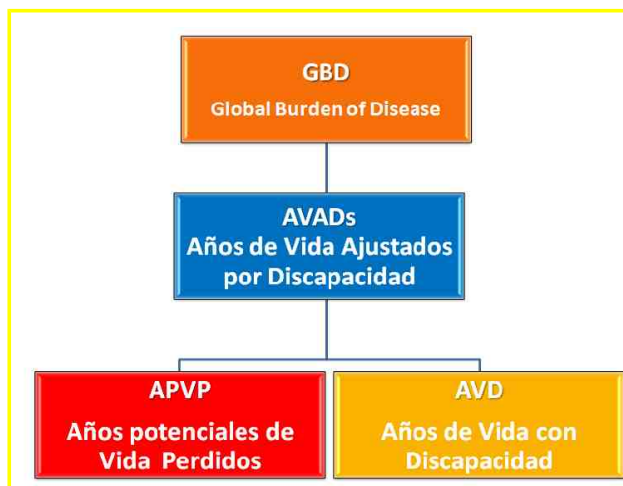 GBD
Global Burden of Disease
AVADs
Años de Vida Ajustados
por Discapacidad
APVP
Años potenciales de
Vida Perdidos
AVD
Años de Vida con
Discapacidad